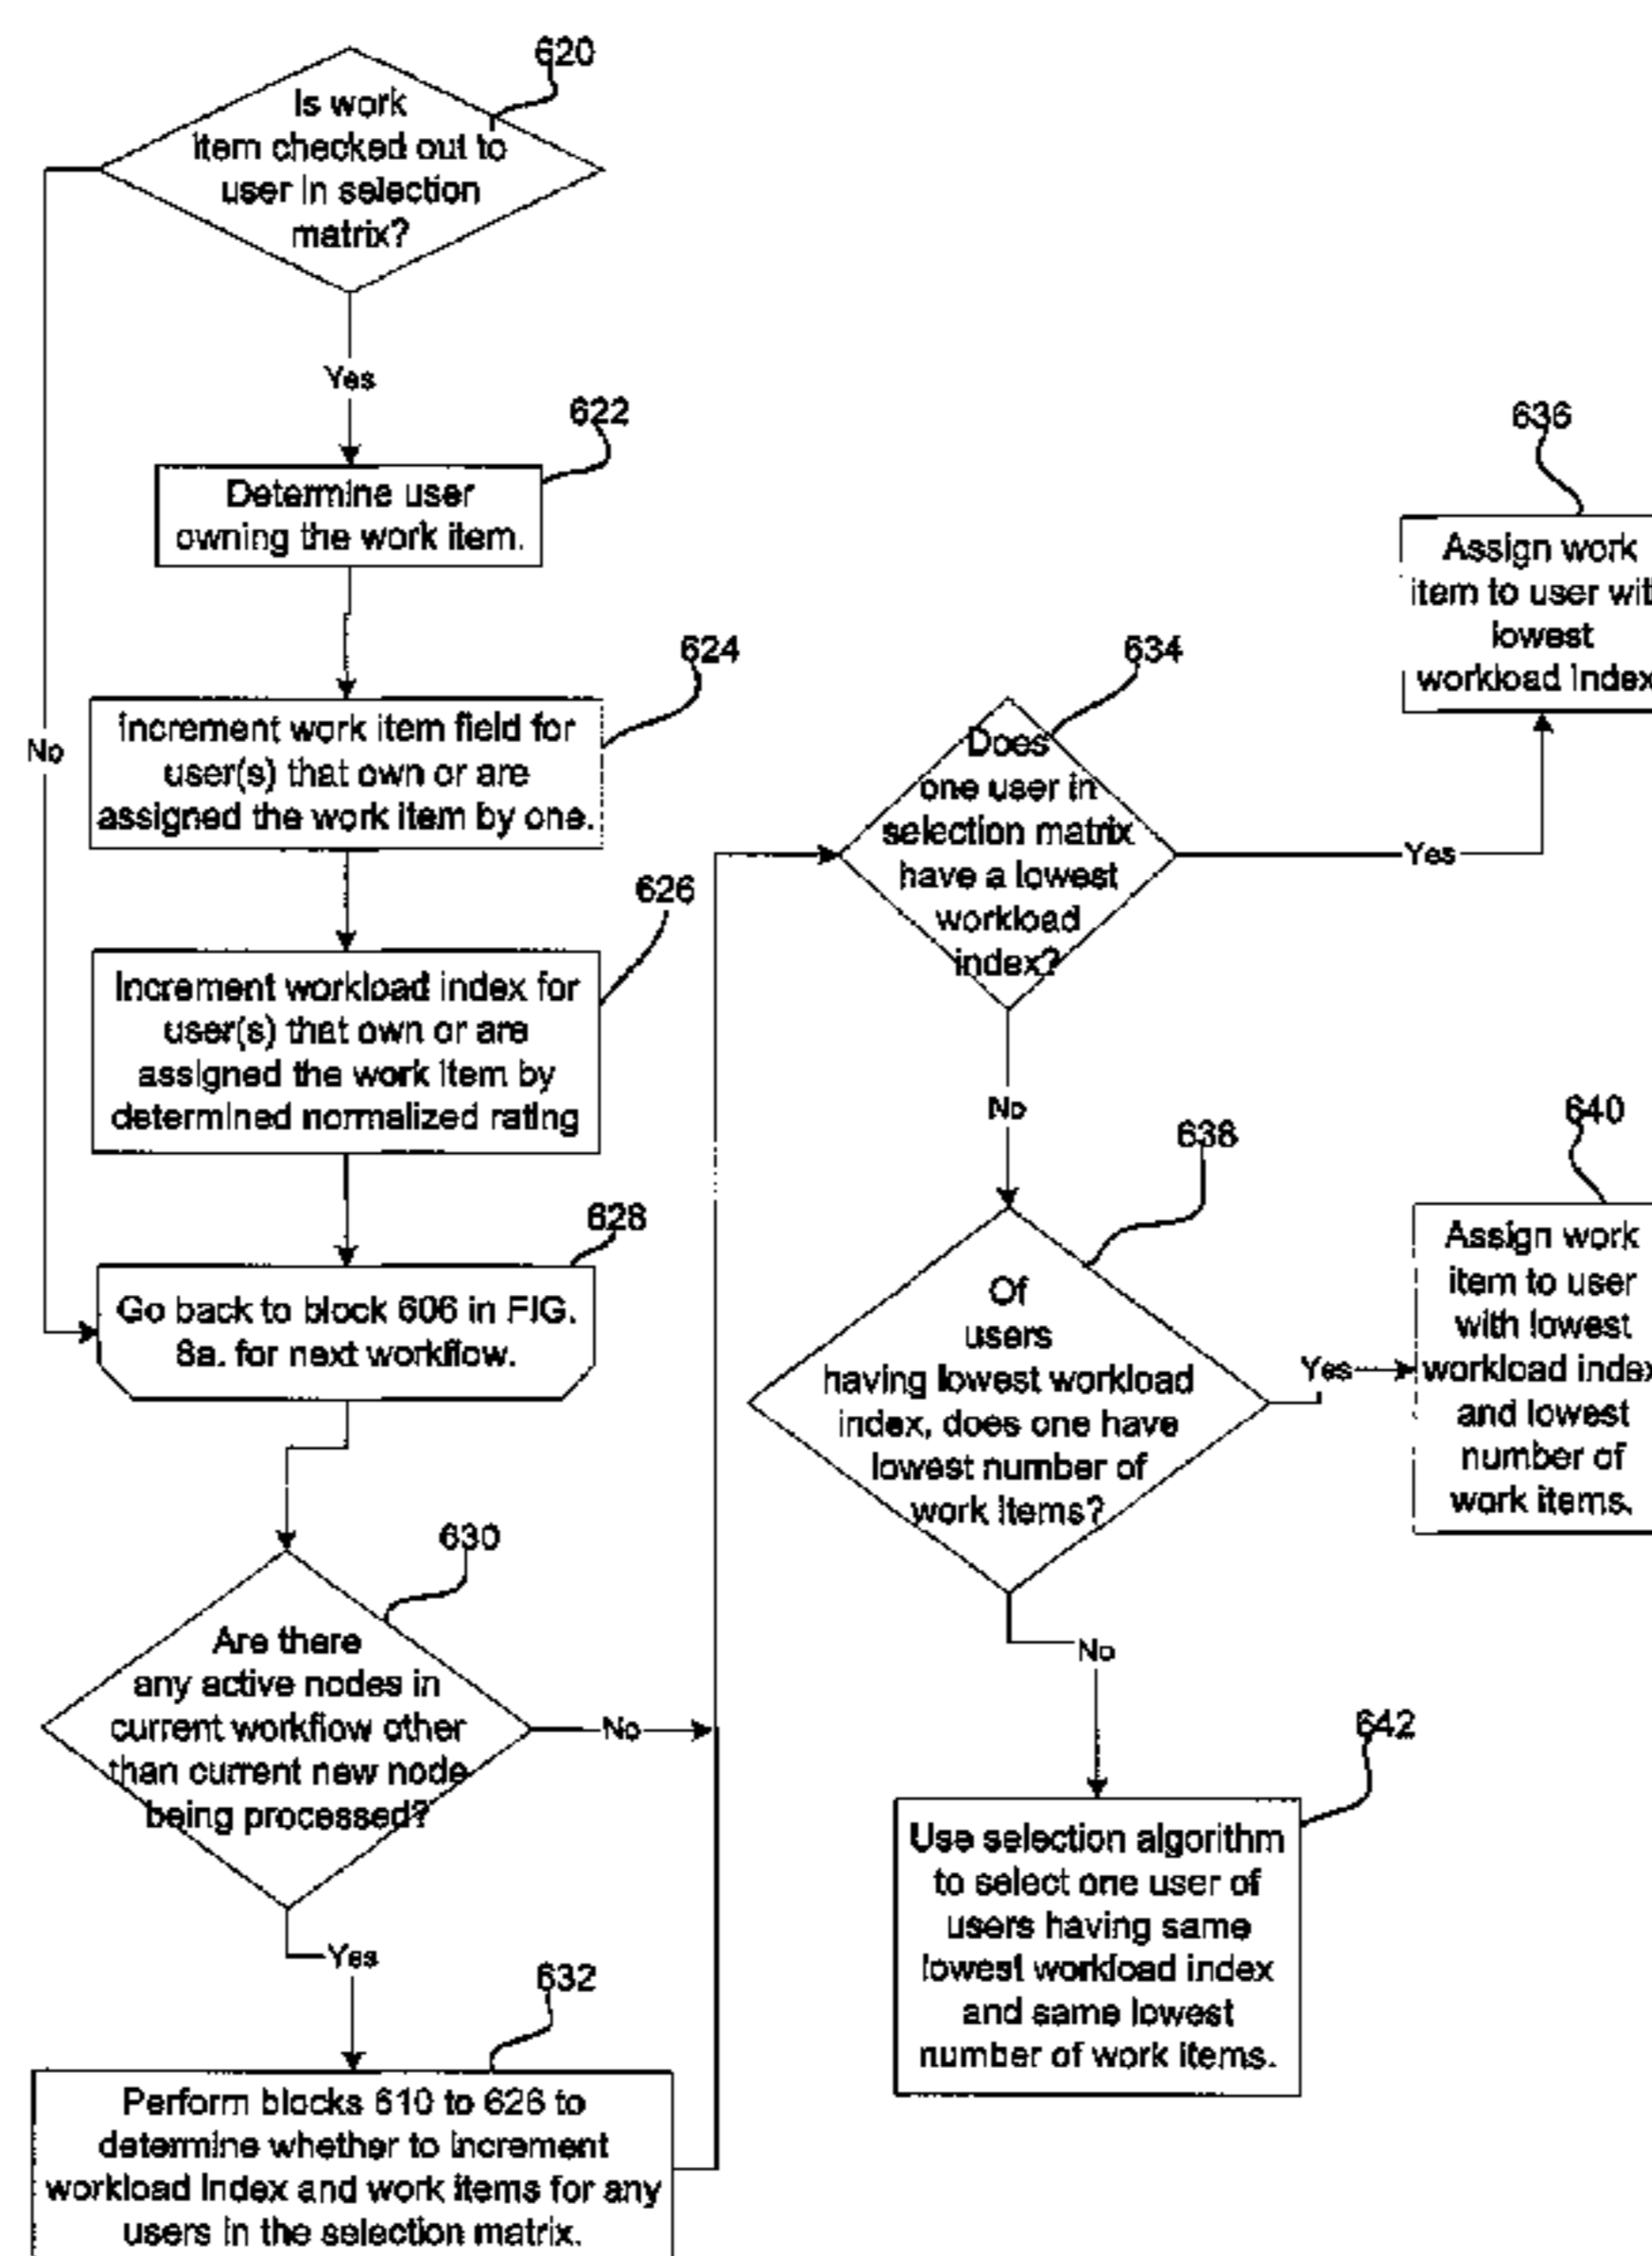 620
Is work
item checked out to
user in selection
matrix?
Yes
No
622
Determine user
owning the work item.
624
Increment work item field for
user(s) that own or are
assigned the work item by one.
626
Increment workload index for
user(s) that own or are
assigned the work item by
determined normalized rating
628
Go back to block 606 in FIG.
8a. for next workflow.
630
Are there
any active nodes in
current workflow other
than current new node
being processed?
No
Yes
632
Perform blocks 610 to 626 to
determine whether to increment
workload index and work items for any
users in the selection matrix.
634
Does
one user in
selection matrix
have a lowest
workload
index?
Yes
No
636
Assign work
item to user with
lowest
workload index
638
Of
users
having lowest workload
index, does one have
lowest number of
work items?
Yes
No
640
Assign work
item to user
with lowest
workload index
and lowest
number of
work items.
642
Use selection algorithm
to select one user of
users having same
lowest workload index
and same lowest
number of work items.